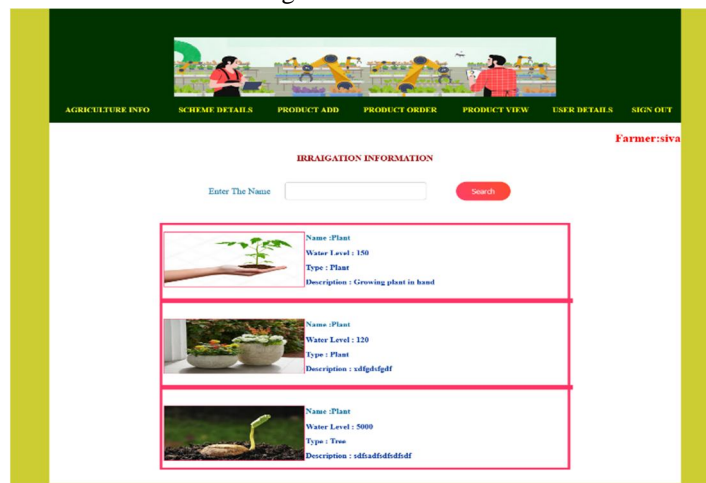 AGRICULTURE INFO SCHEME DETAILS PRODUCT ADD PRODUCT ORDER PRODUCT VIEW USER DETAILS SIGN OUT
Farmer:siva
IRRAIGATION INFORMATION
Enter The Name Search
Name :Plant
Water Level : 150
Type : Plant
Description : Growing plant in hand
Name :Plant
Water Level : 120
Type : Plant
Description : xdfgdsfgdf
Name :Plant
Water Level : 5000
Type : Tree
Description : sdfsadfsdfsdfsdf